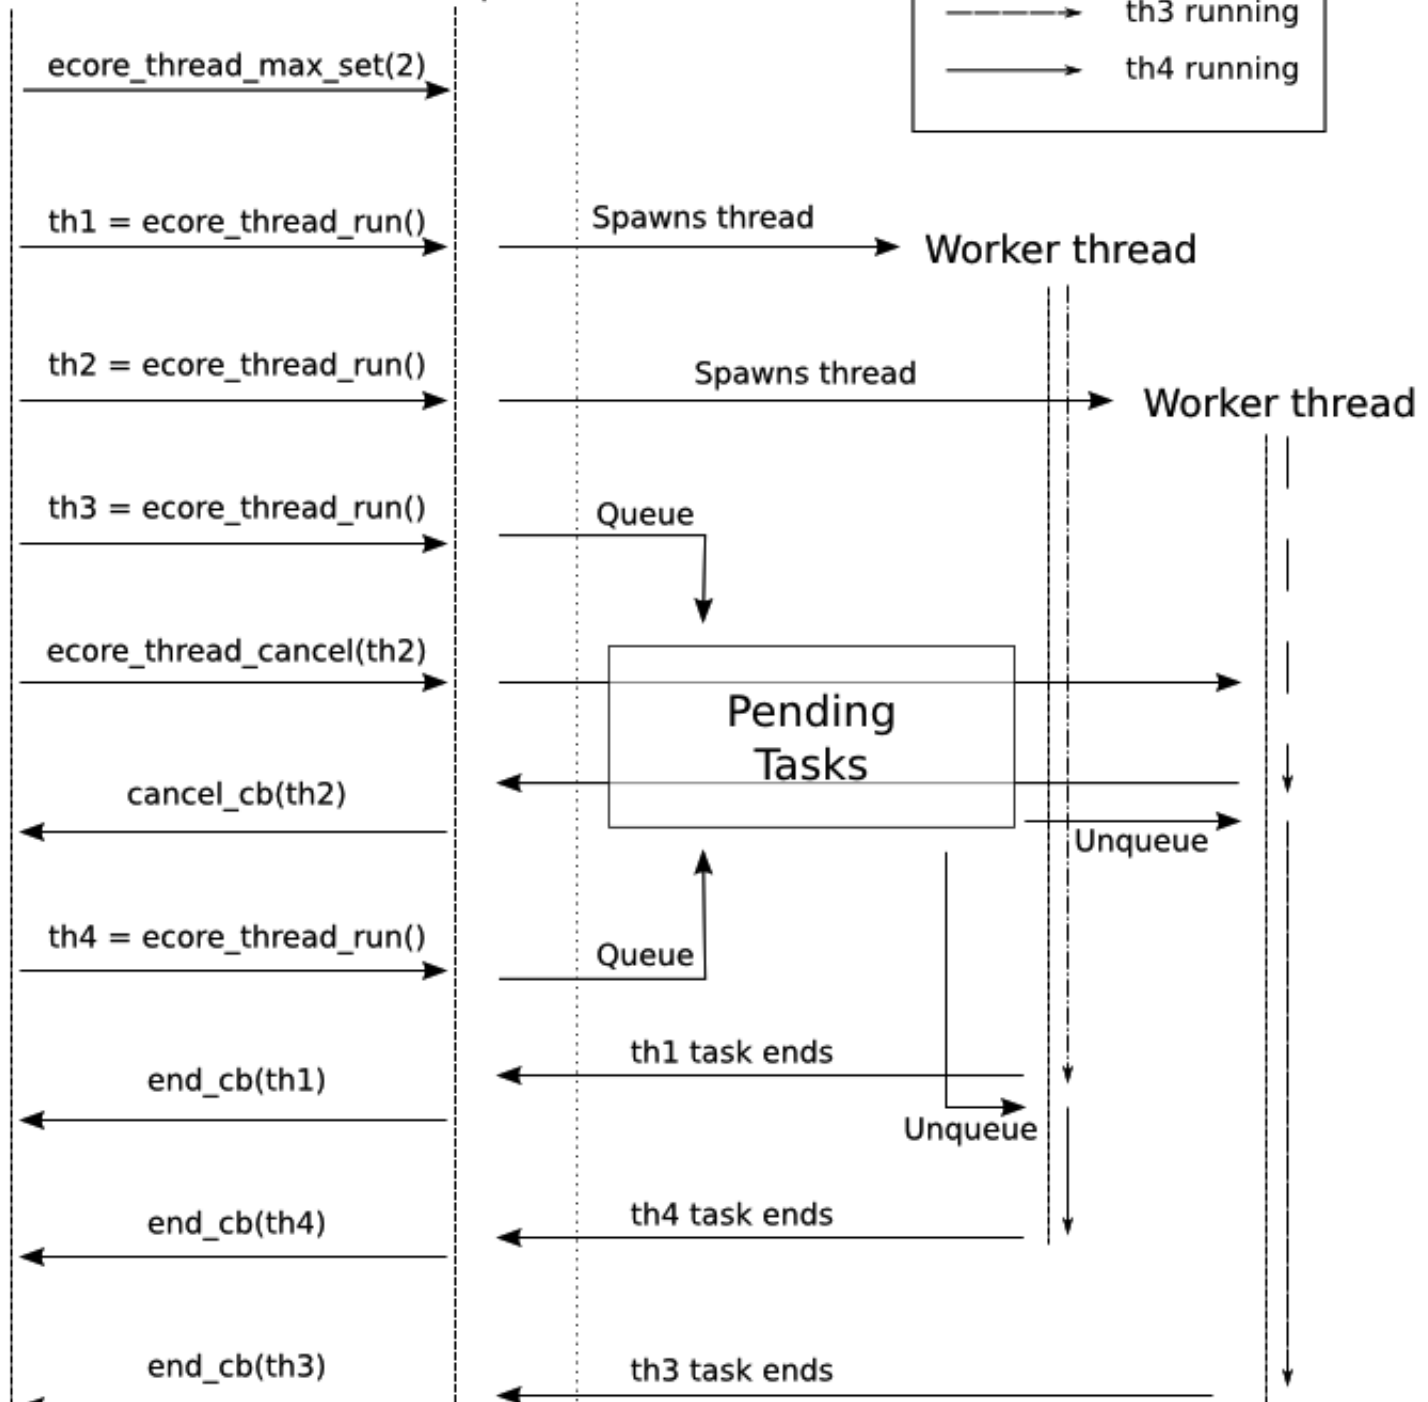 th3 running
ecore_thread_max_set(2)
th4 running
th1 = ecore_thread_run()
Spawns thread
Worker thread
th2 = ecore_thread_run()
Spawns thread
Worker thread
th3 = ecore_thread_run()
Queue
ecore_thread_cancel(th2)
Pending
Tasks
cancel_cb(th2)
Unqueue
th4 = ecore_thread_run()
Queue
th1 task ends
end_cb(th1)
Unqueue
th4 task ends
end_cb(th4)
end_cb(th3)
th3 task ends